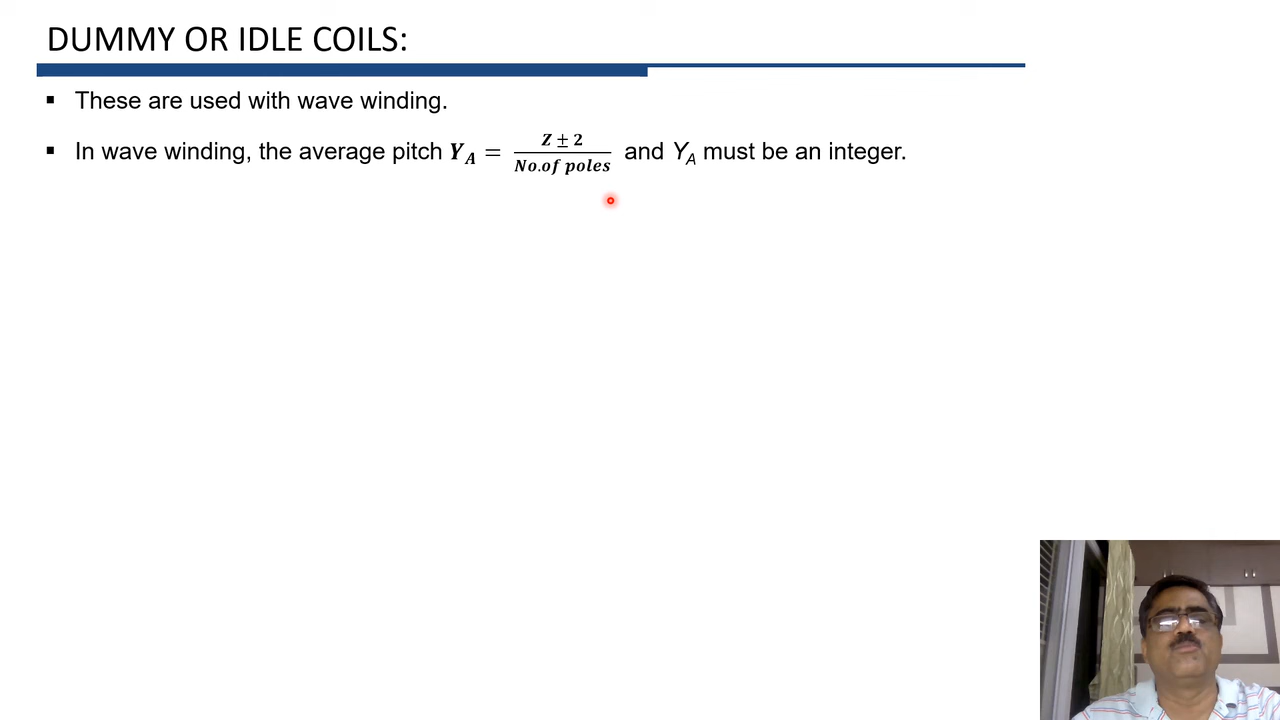 DUMMY OR IDLE COILS:
▪ These are used with wave winding.
▪ In wave winding, the average pitch Y_A = (Z ± 2)/(No.of poles) and Y_A must be an integer.